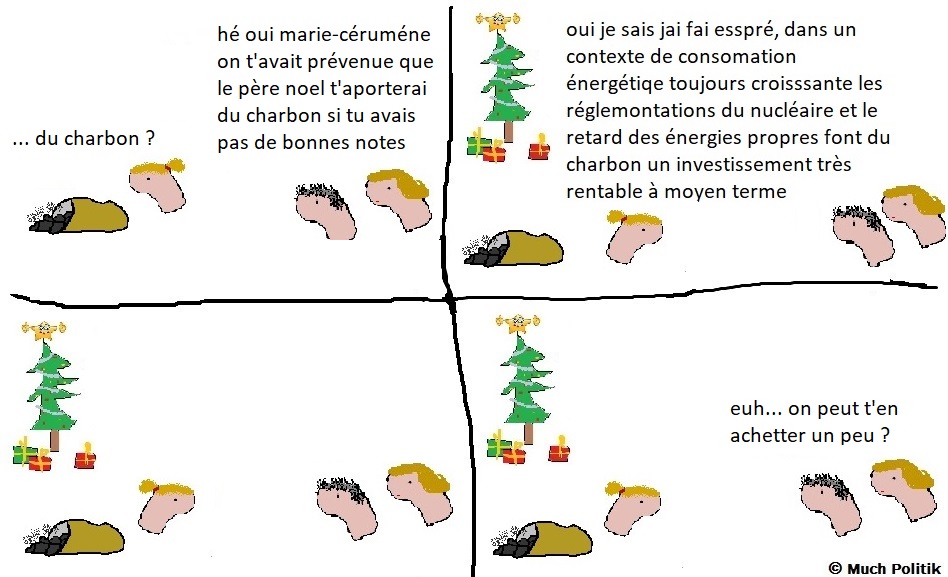 ... du charbon ?
hé oui marie-céruméne
on t'avait prévenue que
le père noel t'aporterai
du charbon si tu avais
pas de bonnes notes
oui je sais jai fai esspré, dans un
contexte de consomation
énergétiqe toujours croisssante les
réglemontations du nucléaire et le
retard des énergies propres font du
charbon un investissement très
rentable à moyen terme
euh... on peut t'en
achetter un peu ?
© Much Politik